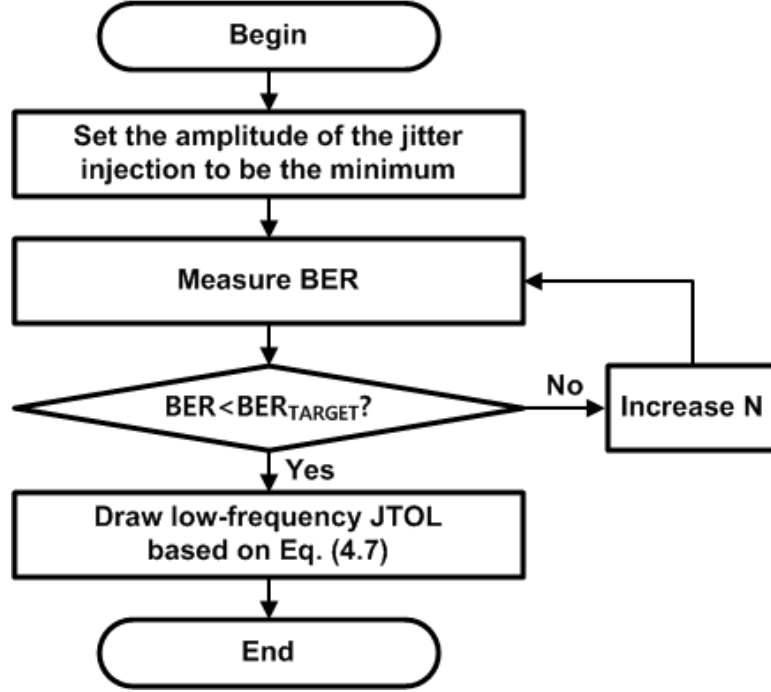 Begin
Set the amplitude of the jitter
injection to be the minimum
Measure BER
BER<BERTARGET?
No
Increase N
Yes
Draw low-frequency JTOL
based on Eq. (4.7)
End